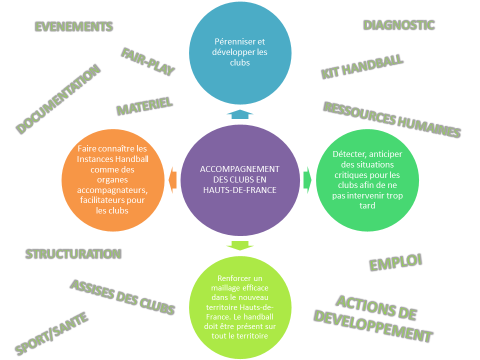 EVENEMENTS
DIAGNOSTIC
Pérenniser et
développer les
clubs
FAIR-PLAY
KIT HANDBALL
DOCUMENTATION
MATERIEL
RESSOURCES HUMAINES
Faire connaître les
Instances Handball
comme des
organes
accompagnateurs,
facilitateurs pour
les clubs
ACCOMPAGNEMENT
DES CLUBS EN
HAUTS-DE-FRANCE
Détecter, anticiper
des situations
critiques pour les
clubs afin de ne
pas intervenir trop
tard
STRUCTURATION
EMPLOI
ASSISES DES CLUBS
Renforcer un
maillage efficace
dans le nouveau
territoire Hauts-de-
France. Le handball
doit être présent sur
tout le territoire
ACTIONS DE
DEVELOPPEMENT
SPORT/SANTE